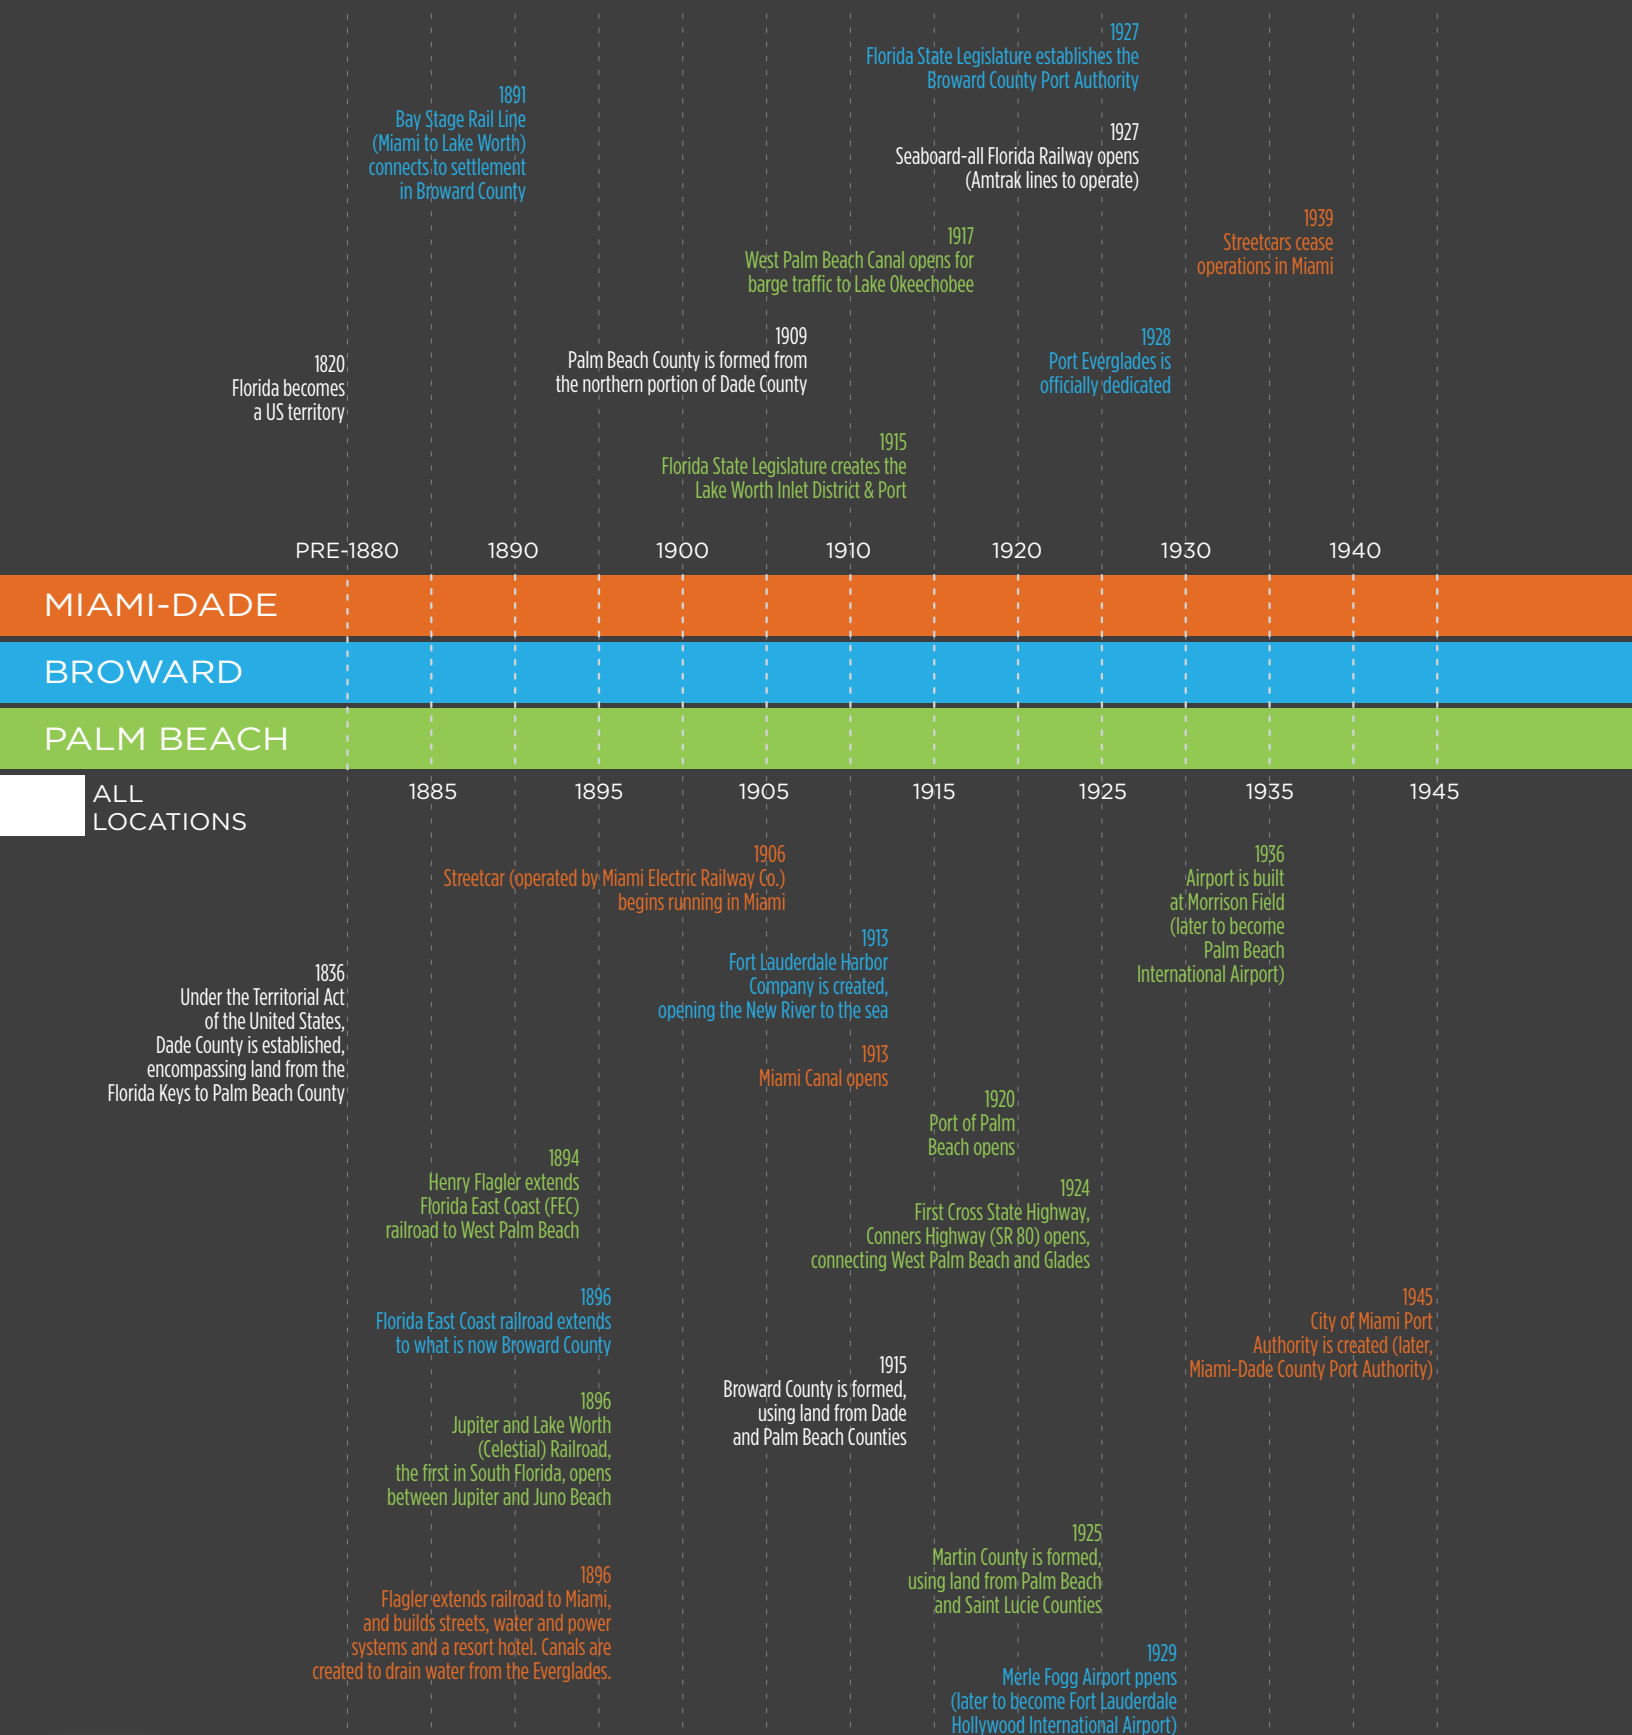 1927
Florida State Legislature establishes the
Broward County Port Authority
1891
Bay Stage Rail Line
(Miami to Lake Worth)
connects to settlement
in Broward County
1927
Seaboard-all Florida Railway opens
(Amtrak lines to operate)
1939
Streetcars cease
operations in Miami
1917
West Palm Beach Canal opens for
barge traffic to Lake Okeechobee
1909
Palm Beach County is formed from
the northern portion of Dade County
1928
Port Everglades is
officially dedicated
1820
Florida becomes
a US territory
1915
Florida State Legislature creates the
Lake Worth Inlet District & Port
PRE-1880 1890 1900 1910 1920 1930 1940
MIAMI-DADE
BROWARD
PALM BEACH
ALL
LOCATIONS
1885 1895 1905 1915 1925 1935 1945
1906
Streetcar (operated by Miami Electric Railway Co.)
begins running in Miami
1936
Airport is built
at Morrison Field
(later to become
Palm Beach
International Airport)
1913
Fort Lauderdale Harbor
Company is created,
opening the New River to the sea
1836
Under the Territorial Act
of the United States,
Dade County is established,
encompassing land from the
Florida Keys to Palm Beach County
1913
Miami Canal opens
1920
Port of Palm
Beach opens
1894
Henry Flagler extends
Florida East Coast (FEC)
railroad to West Palm Beach
1924
First Cross State Highway,
Conners Highway (SR 80) opens,
connecting West Palm Beach and Glades
1896
Florida East Coast railroad extends
to what is now Broward County
1945
City of Miami Port
Authority is created (later,
Miami-Dade County Port Authority)
1915
Broward County is formed,
using land from Dade
and Palm Beach Counties
1896
Jupiter and Lake Worth
(Celestial) Railroad,
the first in South Florida, opens
between Jupiter and Juno Beach
1925
Martin County is formed,
using land from Palm Beach
and Saint Lucie Counties
1896
Flagler extends railroad to Miami,
and builds streets, water and power
systems and a resort hotel. Canals are
created to drain water from the Everglades.
1929
Merle Fogg Airport ppens
(later to become Fort Lauderdale
Hollywood International Airport)